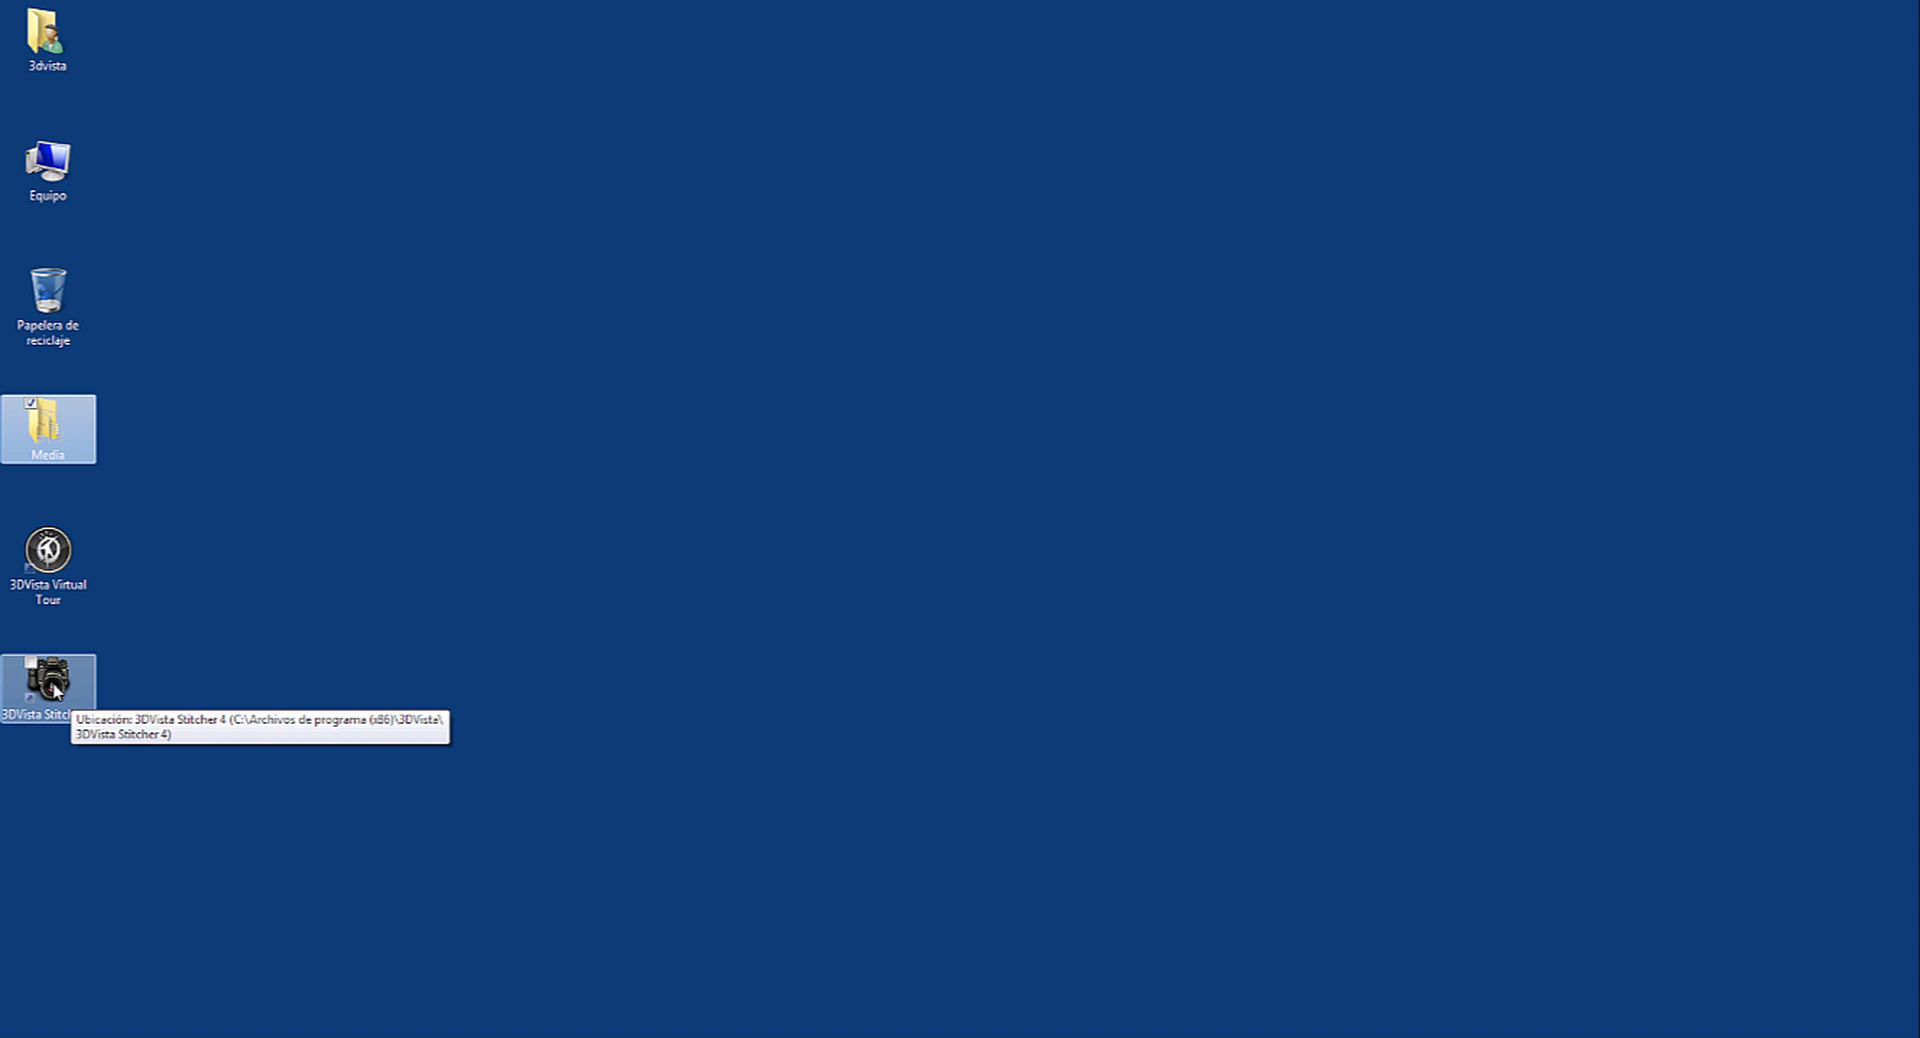 3dvista
Equipo
Papelera de
reciclaje
Media
3DVista Virtual
Tour
3DVista Stitch
Ubicación: 3DVista Stitcher 4 (C:\Archivos de programa (x86)\3DVista\
3DVista Stitcher 4)